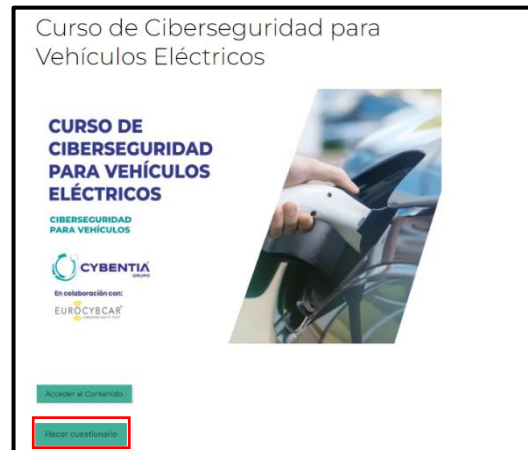 Curso de Ciberseguridad para
Vehículos Eléctricos
CURSO DE
CIBERSEGURIDAD
PARA VEHÍCULOS
ELÉCTRICOS
CIBERSEGURIDAD
PARA VEHÍCULOS
CYBENTIA
GRUPO
En colaboración con:
EUROCYBCAR
Acceder al Contenido
Hacer cuestionario